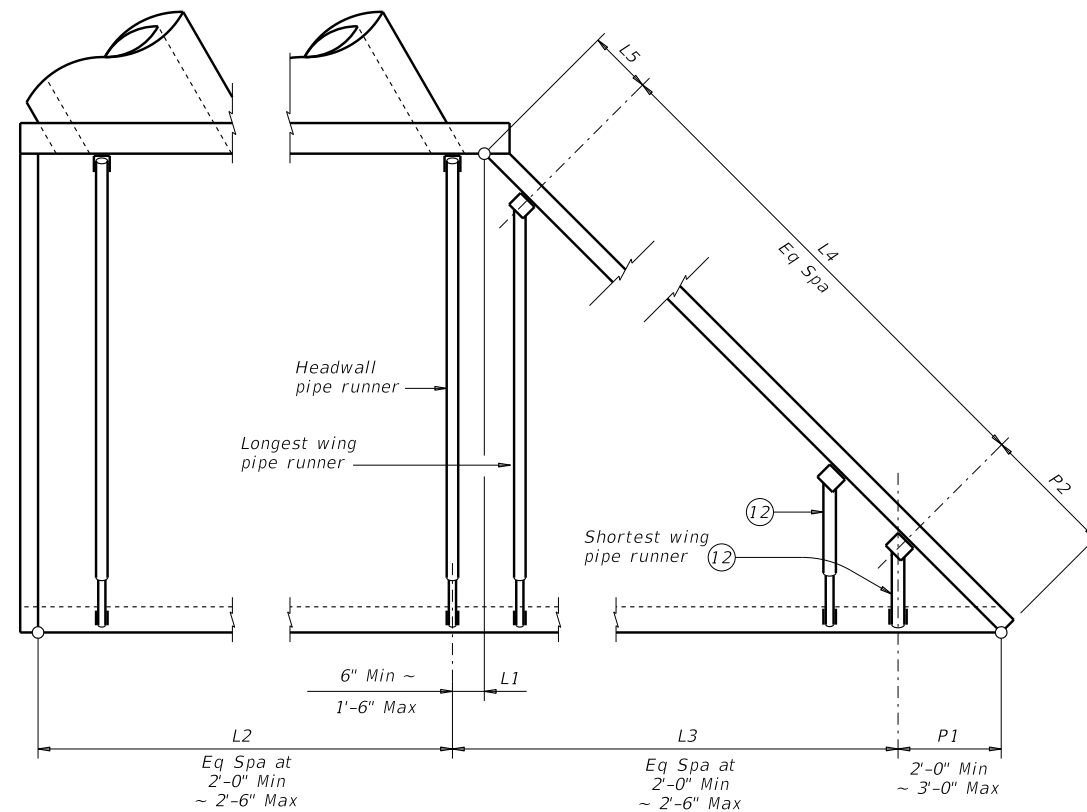 L5
L4
Eq Spa
P2
Headwall
pipe runner
Longest wing
pipe runner
12
Shortest wing
pipe runner 12
6" Min ~
1'-6" Max
L1
L2
Eq Spa at
2'-0" Min
~ 2'-6" Max
L3
Eq Spa at
2'-0" Min
~ 2'-6" Max
P1
2'-0" Min
~ 3'-0" Max